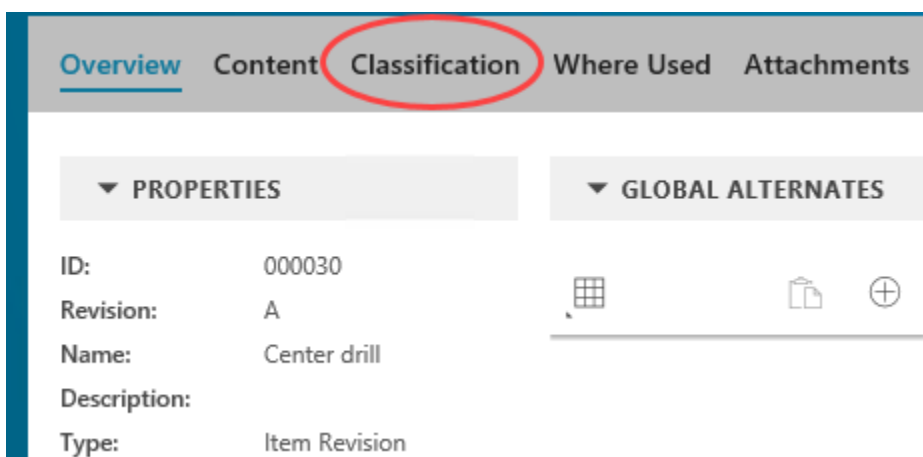 Overview Content Classification Where Used Attachments
PROPERTIES
ID: 000030
Revision: A
Name: Center drill
Description:
Type: Item Revision
GLOBAL ALTERNATES